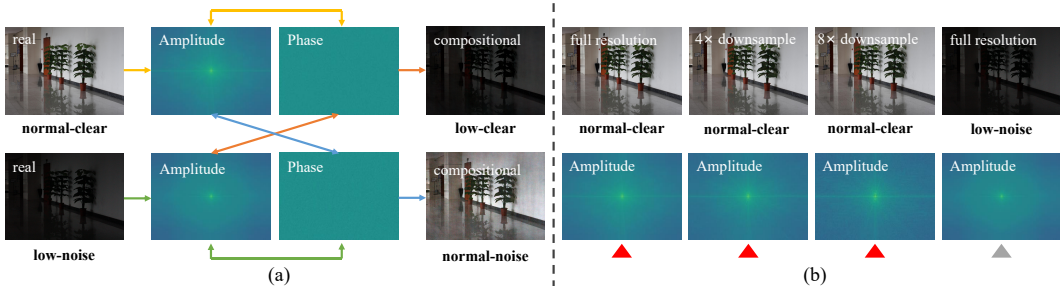 real
Amplitude
Phase
compositional
normal-clear
low-clear
real
Amplitude
Phase
compositional
low-noise
normal-noise
(a)
full resolution
4× downsample
8× downsample
full resolution
normal-clear
normal-clear
normal-clear
low-noise
Amplitude
Amplitude
Amplitude
Amplitude
(b)